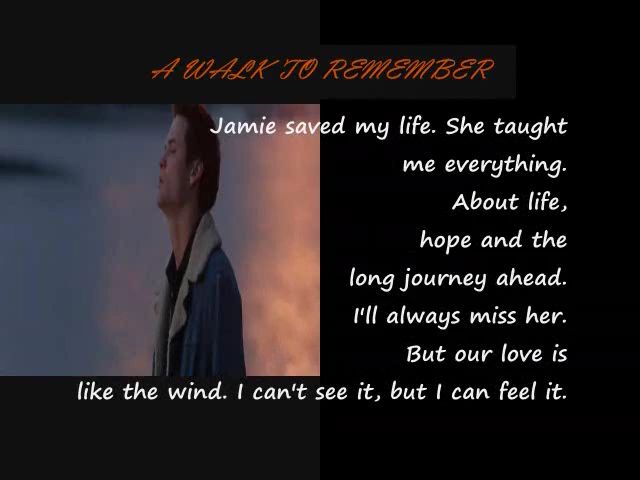 A WALK TO REMEMBER
Jamie saved my life. She taught
me everything.
About life,
hope and the
long journey ahead.
I'll always miss her.
But our love is
like the wind. I can't see it, but I can feel it.